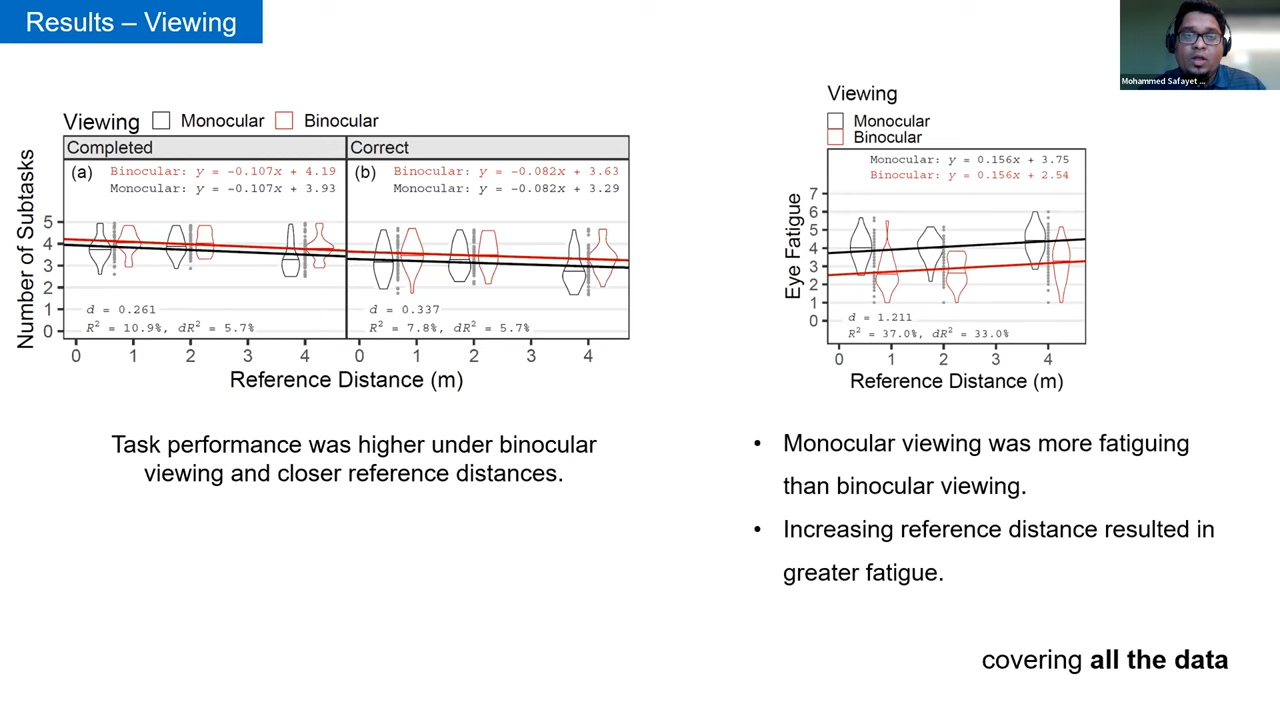 Results – Viewing
Mohammed Safayet ...
Viewing Monocular Binocular
Completed Correct
(a) Binocular: y = -0.107x + 4.19
Monocular: y = -0.107x + 3.93
(b) Binocular: y = -0.082x + 3.63
Monocular: y = -0.082x + 3.29
Number of Subtasks
5
4
3
2
1
0
d = 0.261
R² = 10.9%, dR² = 5.7%
d = 0.337
R² = 7.8%, dR² = 5.7%
0 1 2 3 4 0 1 2 3 4
Reference Distance (m)
Viewing
Monocular
Binocular
Monocular: y = 0.156x + 3.75
Binocular: y = 0.156x + 2.54
Eye Fatigue
7
6
5
4
3
2
1
0
d = 1.211
R² = 37.0%, dR² = 33.0%
0 1 2 3 4
Reference Distance (m)
Task performance was higher under binocular
viewing and closer reference distances.
• Monocular viewing was more fatiguing
than binocular viewing.
• Increasing reference distance resulted in
greater fatigue.
covering all the data